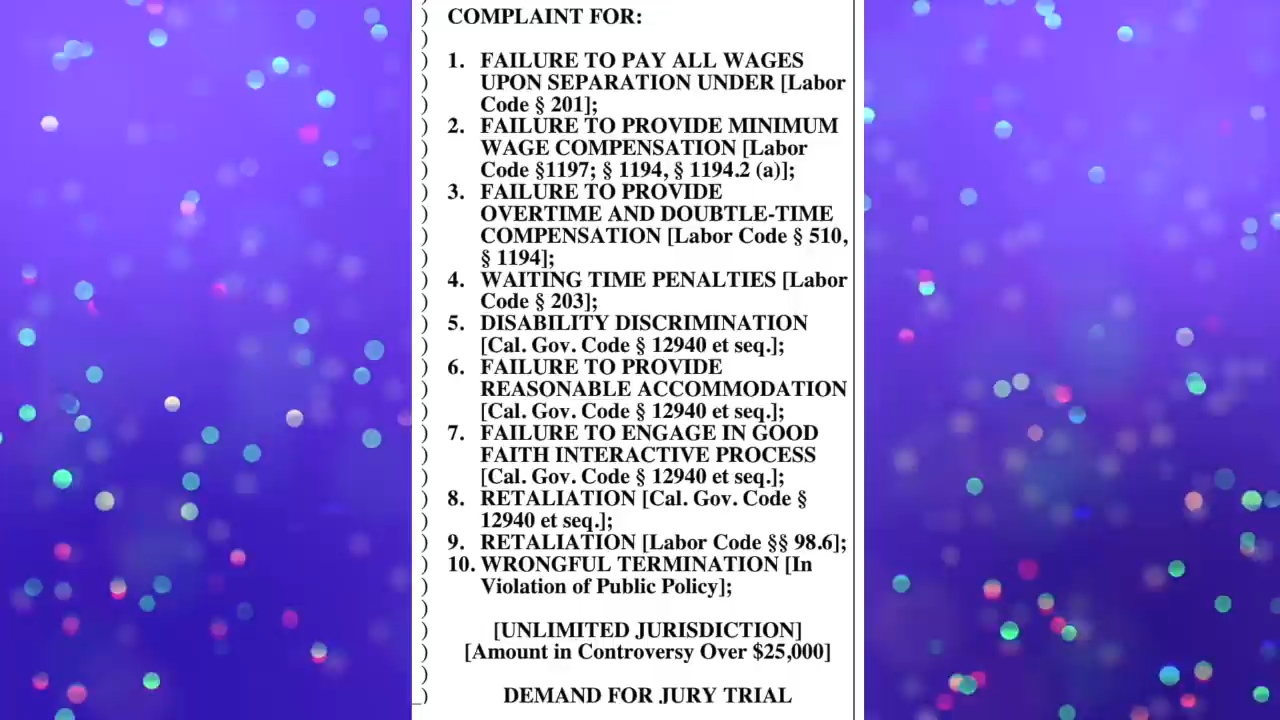 ) COMPLAINT FOR:
)
) 1. FAILURE TO PAY ALL WAGES
) UPON SEPARATION UNDER [Labor
) Code § 201];
) 2. FAILURE TO PROVIDE MINIMUM
) WAGE COMPENSATION [Labor
) Code §1197; § 1194, § 1194.2 (a)];
) 3. FAILURE TO PROVIDE
) OVERTIME AND DOUBTLE-TIME
) COMPENSATION [Labor Code § 510,
) § 1194];
) 4. WAITING TIME PENALTIES [Labor
) Code § 203];
) 5. DISABILITY DISCRIMINATION
) [Cal. Gov. Code § 12940 et seq.];
) 6. FAILURE TO PROVIDE
) REASONABLE ACCOMMODATION
) [Cal. Gov. Code § 12940 et seq.];
) 7. FAILURE TO ENGAGE IN GOOD
) FAITH INTERACTIVE PROCESS
) [Cal. Gov. Code § 12940 et seq.];
) 8. RETALIATION [Cal. Gov. Code §
) 12940 et seq.];
) 9. RETALIATION [Labor Code §§ 98.6];
) 10. WRONGFUL TERMINATION [In
) Violation of Public Policy];
)
) [UNLIMITED JURISDICTION]
) [Amount in Controversy Over $25,000]
)
_) DEMAND FOR JURY TRIAL